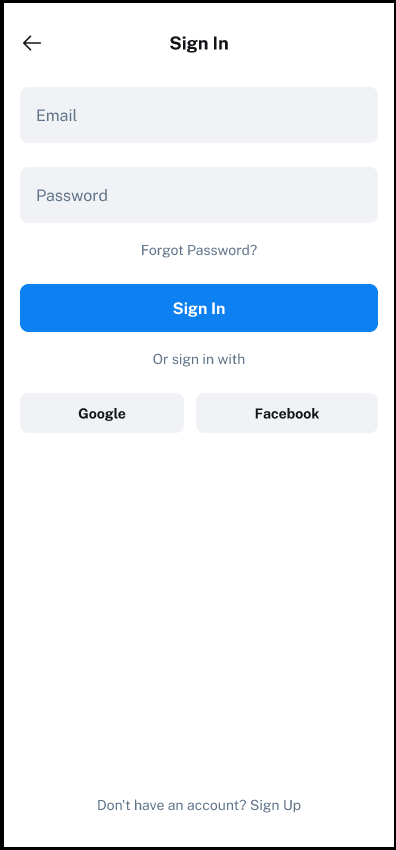 Sign In
Email
Password
Forgot Password?
Sign In
Or sign in with
Google Facebook
Don't have an account? Sign Up